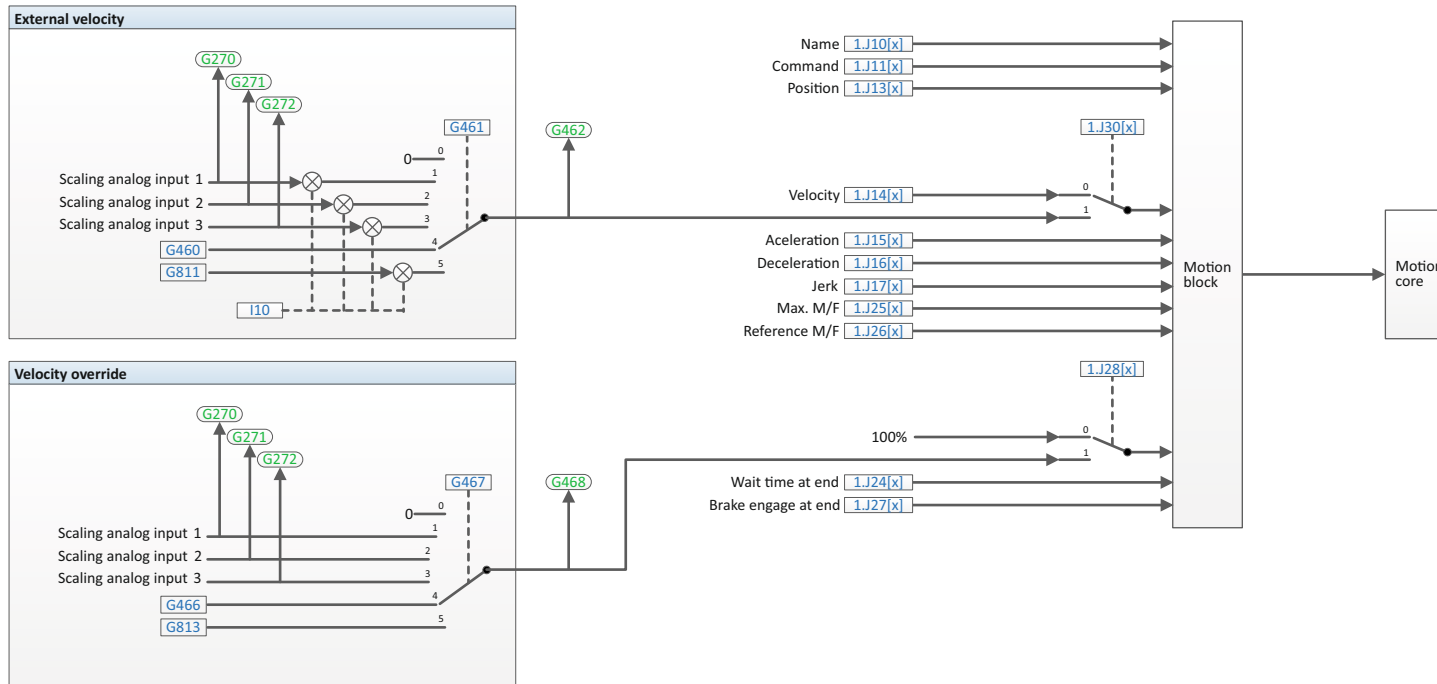 External velocity
G270
G271
G272
G461
0
0
Scaling analog input 1
1
Scaling analog input 2
2
Scaling analog input 3
3
G460
4
G811
5
I10
G462
Name 1.J10[x]
Command 1.J11[x]
Position 1.J13[x]
1.J30[x]
Velocity 1.J14[x]
0
1
Aceleration 1.J15[x]
Deceleration 1.J16[x]
Jerk 1.J17[x]
Max. M/F 1.J25[x]
Reference M/F 1.J26[x]
Motion
block
Motion
core
Velocity override
G270
G271
G272
G467
0
0
Scaling analog input 1
1
Scaling analog input 2
2
Scaling analog input 3
3
G466
4
G813
5
G468
1.J28[x]
100%
0
1
Wait time at end 1.J24[x]
Brake engage at end 1.J27[x]